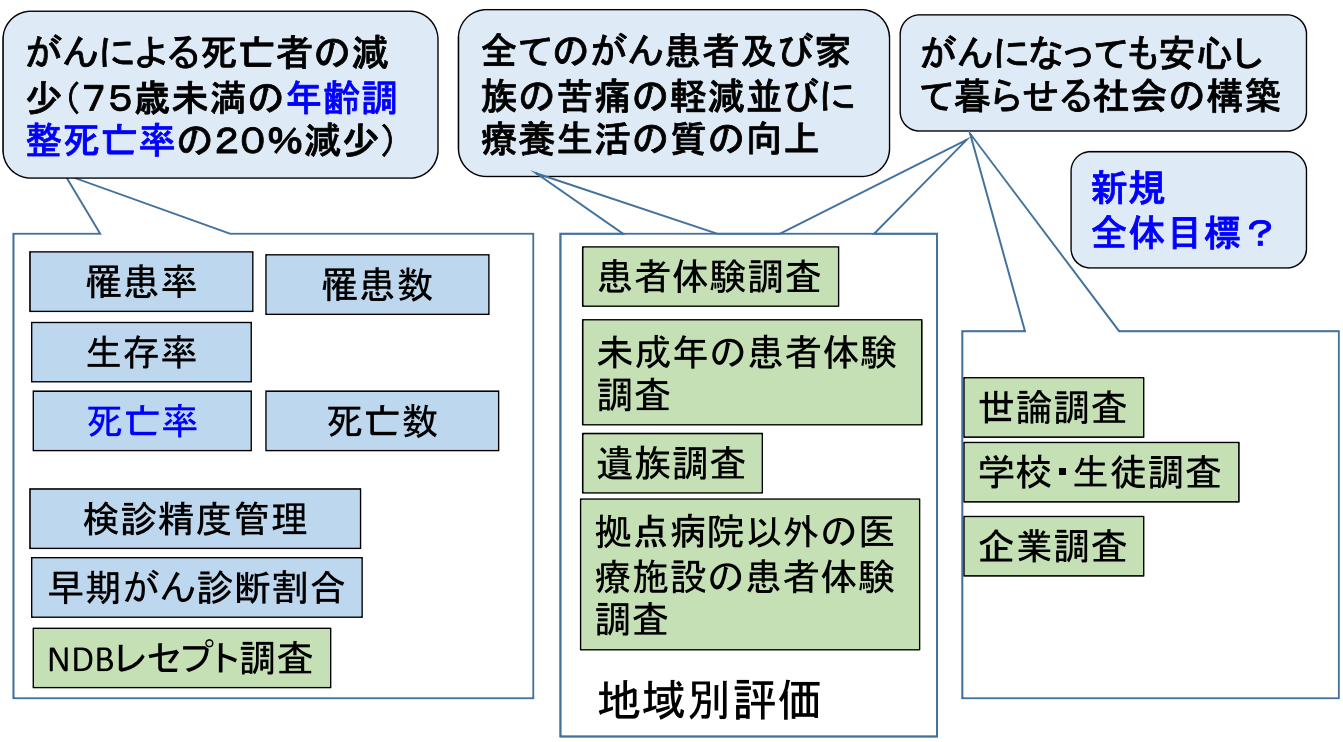 がんによる死亡者の減
少（７５歳未満の年齢調
整死亡率の２０％減少）
全てのがん患者及び家
族の苦痛の軽減並びに
療養生活の質の向上
がんになっても安心し
て暮らせる社会の構築
新規
全体目標？
罹患率
罹患数
生存率
死亡率
死亡数
検診精度管理
早期がん診断割合
NDBレセプト調査
患者体験調査
未成年の患者体験
調査
遺族調査
拠点病院以外の医
療施設の患者体験
調査
地域別評価
世論調査
学校・生徒調査
企業調査